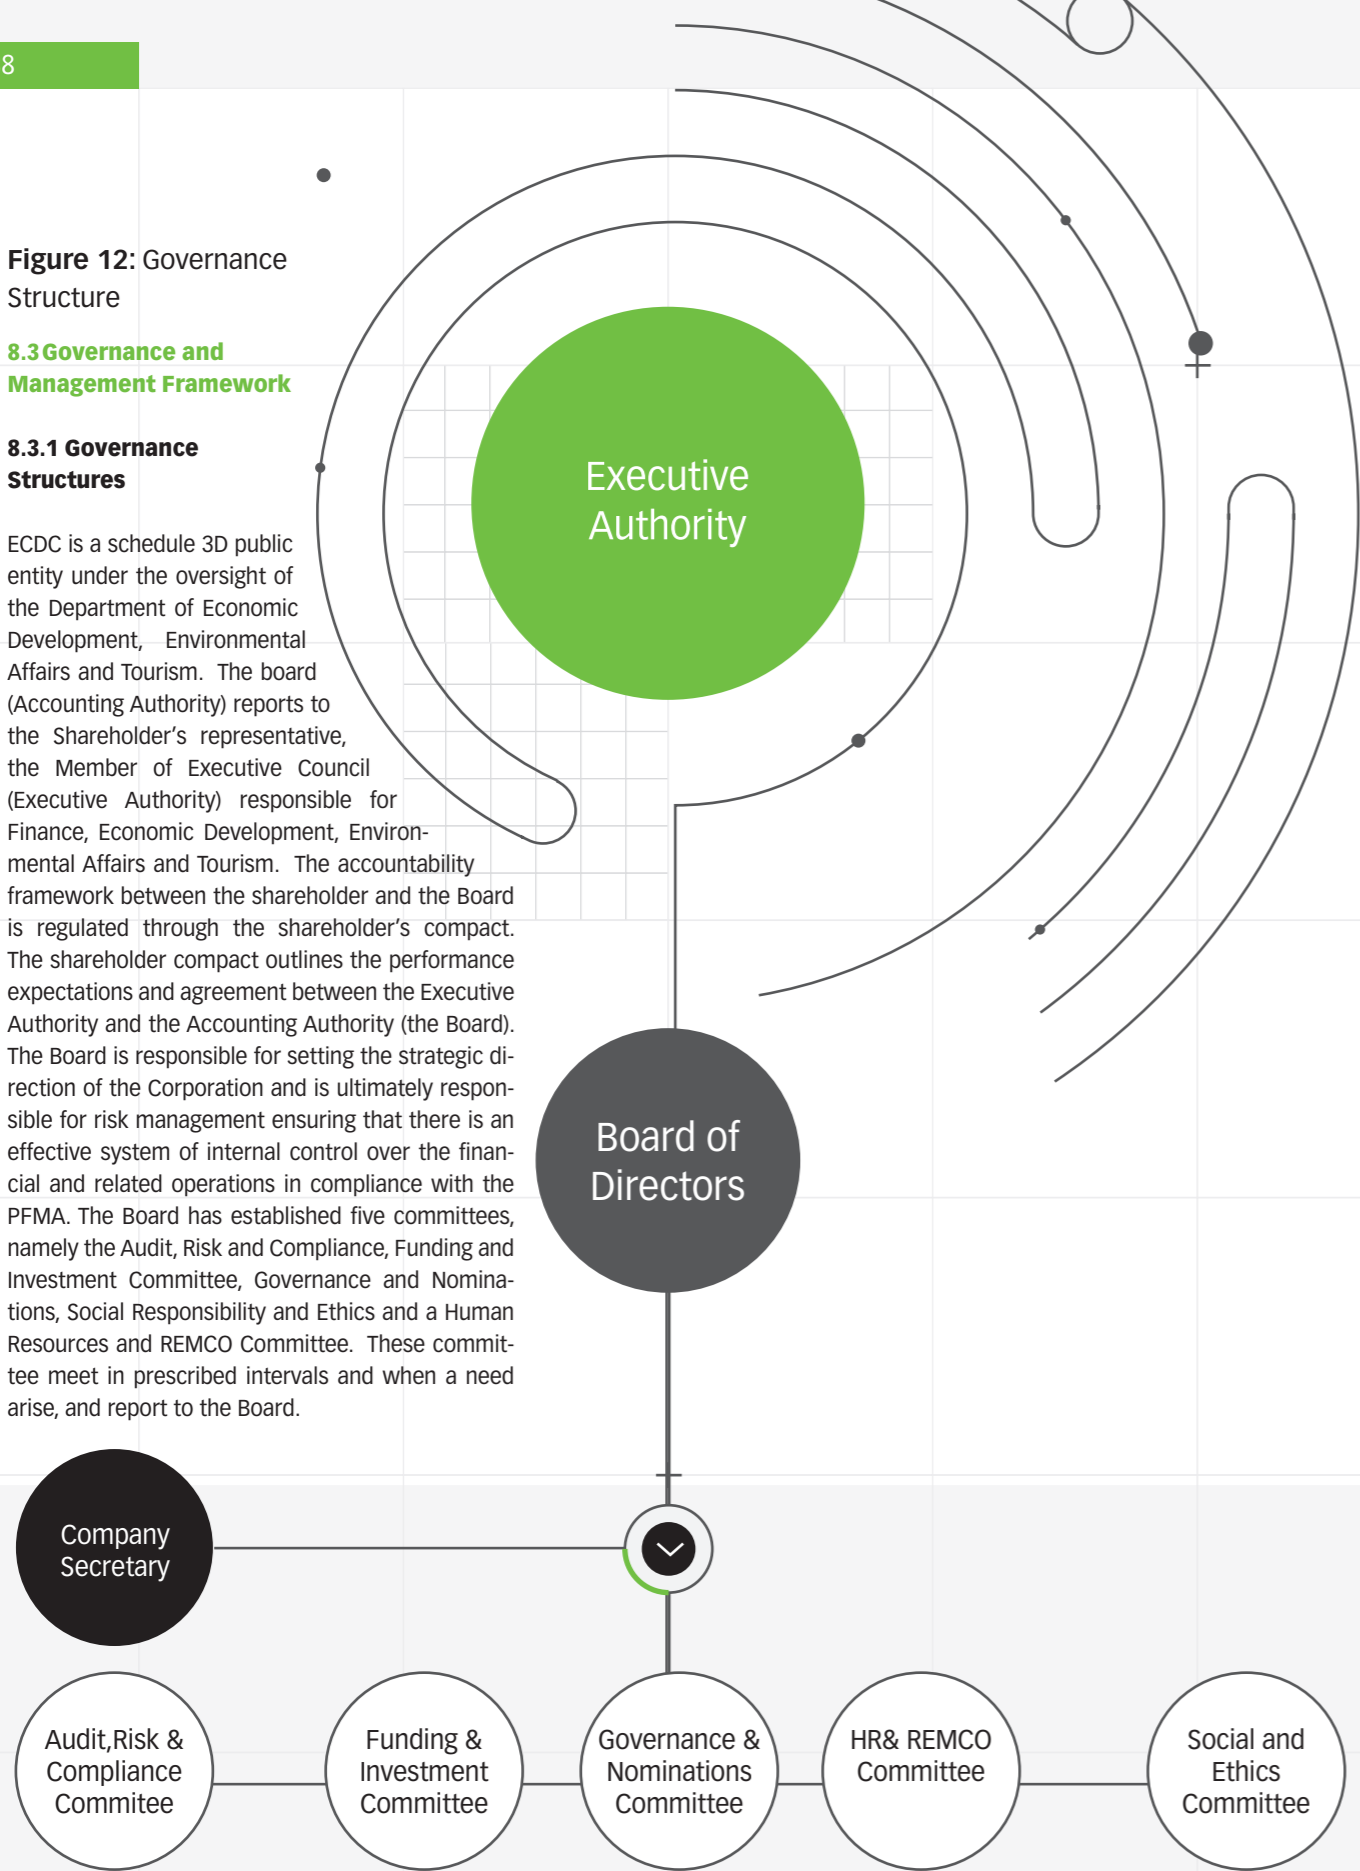 8
Figure 12: Governance
Structure
8.3 Governance and
Management Framework
8.3.1 Governance
Structures
ECDC is a schedule 3D public
entity under the oversight of
the Department of Economic
Development, Environmental
Affairs and Tourism. The board
(Accounting Authority) reports to
the Shareholder’s representative,
the Member of Executive Council
(Executive Authority) responsible for
Finance, Economic Development, Environ-
mental Affairs and Tourism. The accountability
framework between the shareholder and the Board
is regulated through the shareholder’s compact.
The shareholder compact outlines the performance
expectations and agreement between the Executive
Authority and the Accounting Authority (the Board).
The Board is responsible for setting the strategic di-
rection of the Corporation and is ultimately respon-
sible for risk management ensuring that there is an
effective system of internal control over the finan-
cial and related operations in compliance with the
PFMA. The Board has established five committees,
namely the Audit, Risk and Compliance, Funding and
Investment Committee, Governance and Nomina-
tions, Social Responsibility and Ethics and a Human
Resources and REMCO Committee. These commit-
tee meet in prescribed intervals and when a need
arise, and report to the Board.
Executive
Authority
Board of
Directors
Company
Secretary
Audit,Risk &
Compliance
Commitee
Funding &
Investment
Committee
Governance &
Nominations
Committee
HR& REMCO
Committee
Social and
Ethics
Committee